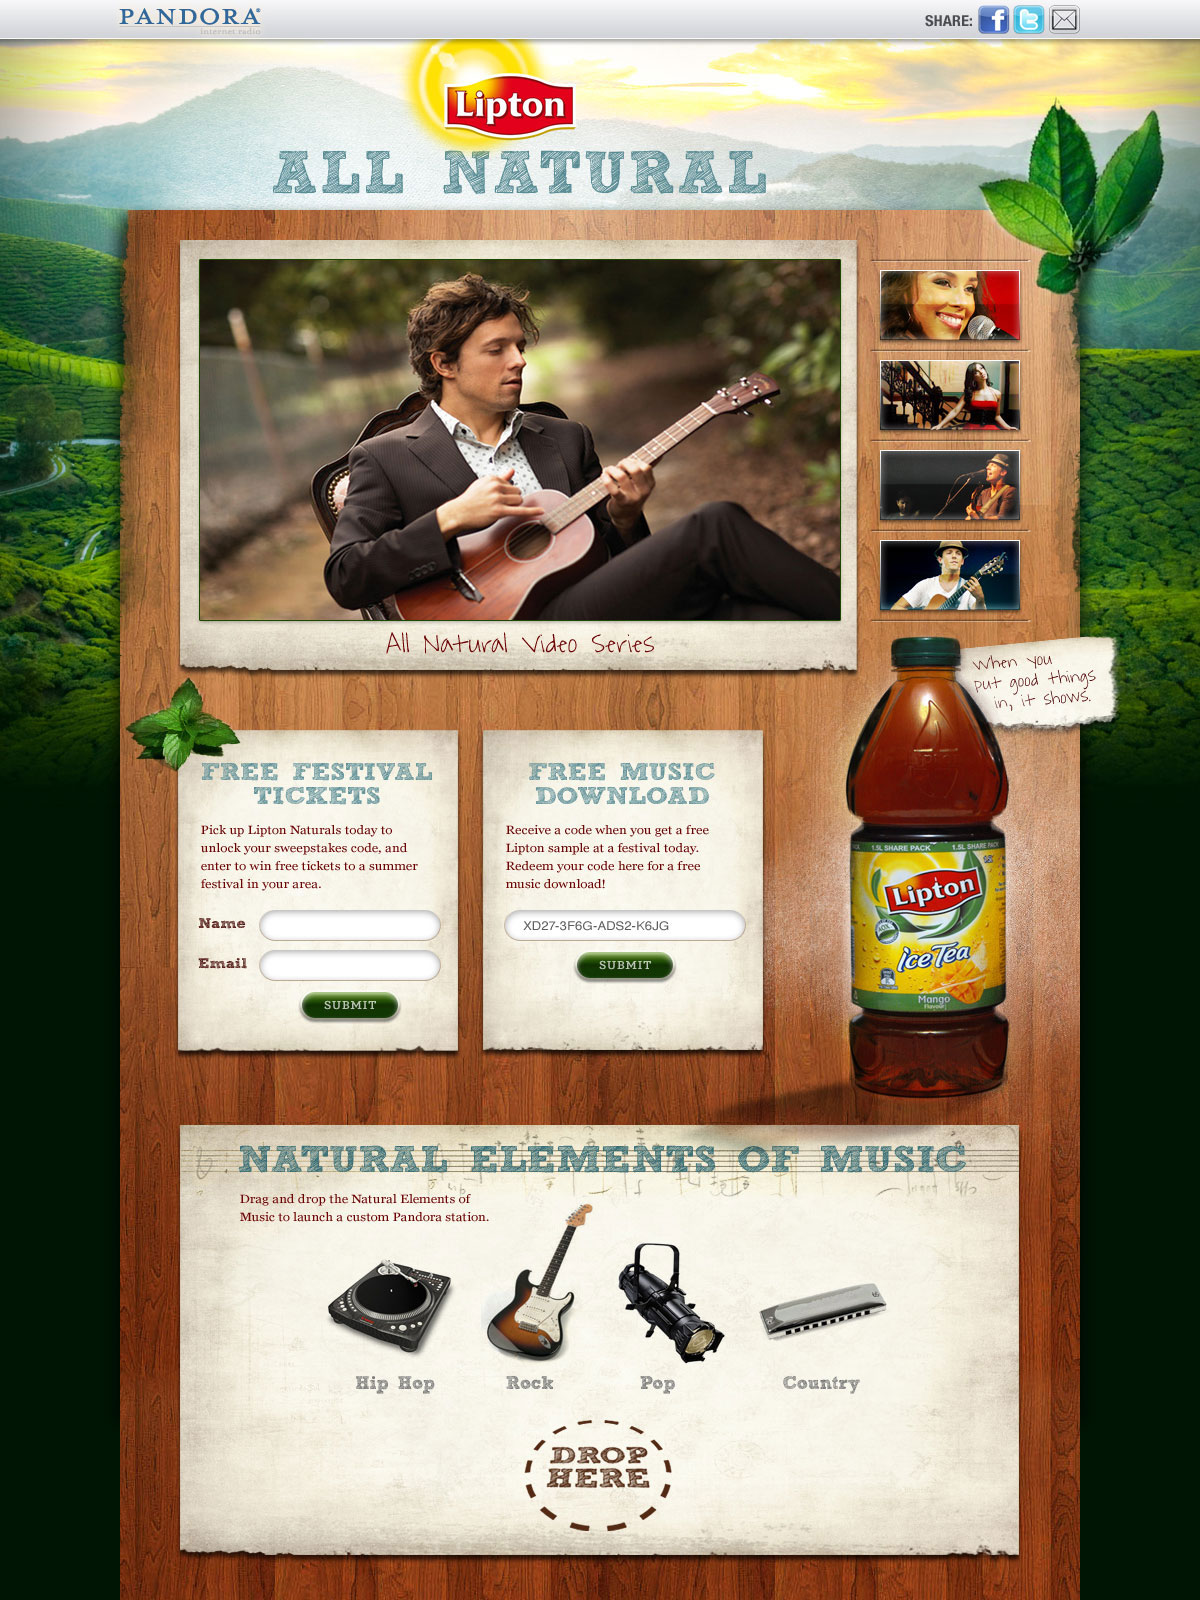 PANDORA®
internet radio
SHARE:
Lipton
ALL NATURAL
All Natural Video Series
When you
put good things
in, it shows.
FREE FESTIVAL
TICKETS
Pick up Lipton Naturals today to
unlock your sweepstakes code, and
enter to win free tickets to a summer
festival in your area.
Name
Email
SUBMIT
FREE MUSIC
DOWNLOAD
Receive a code when you get a free
Lipton sample at a festival today.
Redeem your code here for a free
music download!
XD27-3F6G-ADS2-K6JG
SUBMIT
1.5L SHARE PACK
1.5L SHARE PACK
Lipton
ice Tea
Mango
Flavour
NATURAL ELEMENTS OF MUSIC
Drag and drop the Natural Elements of
Music to launch a custom Pandora station.
Hip Hop
Rock
Pop
Country
DROP
HERE